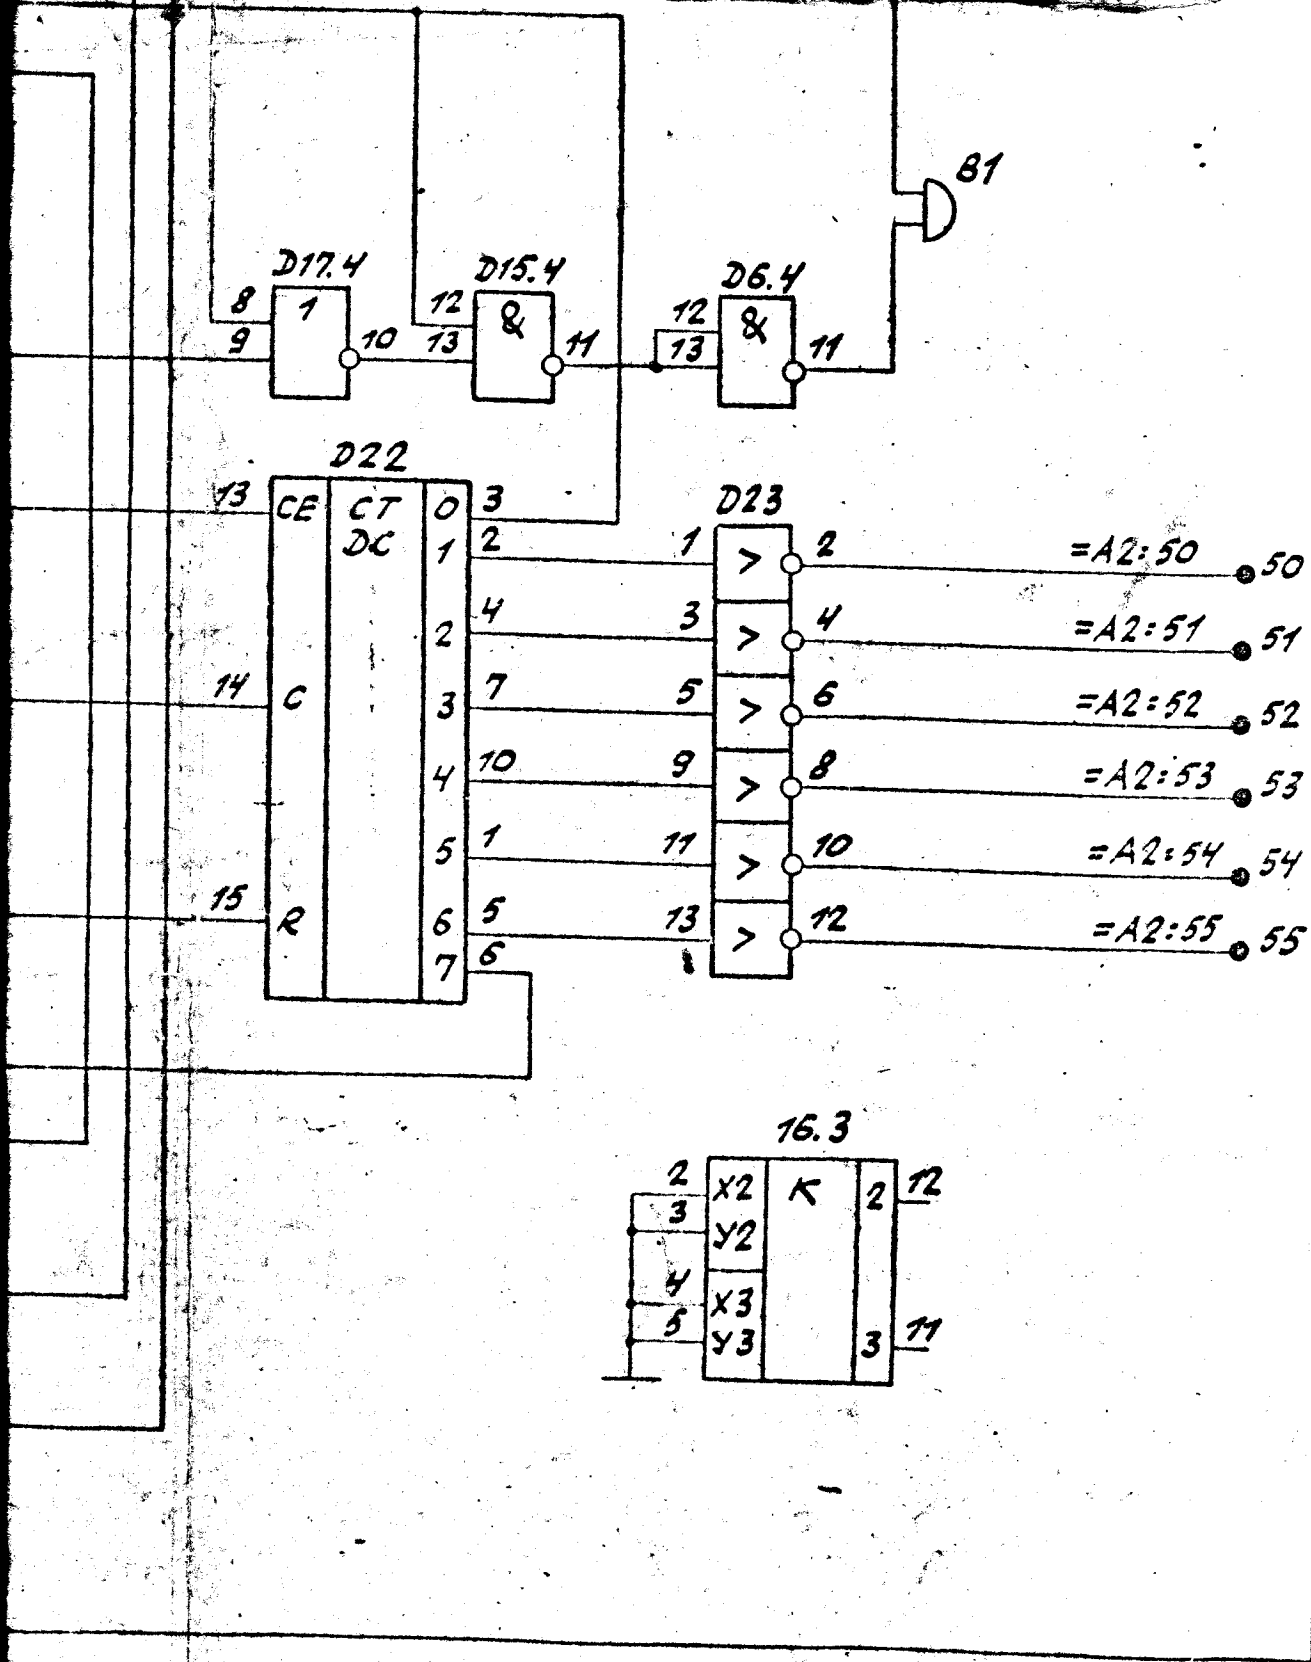 B1
D17.4
D15.4
D6.4
8 1
9 10
12 &
13 11
12 &
13 11
D22
13 CE CT 0 3
DC 1 2
2 4
14 C 3 7
4 10
5 1
15 R 6 5
7 6
D23
1 > 2 =A2:50 50
3 > 4 =A2:51 51
5 > 6 =A2:52 52
9 > 8 =A2:53 53
11 > 10 =A2:54 54
13 > 12 =A2:55 55
16.3
2 X2 K 2 12
3 Y2
4 X3
5 Y3 3 11